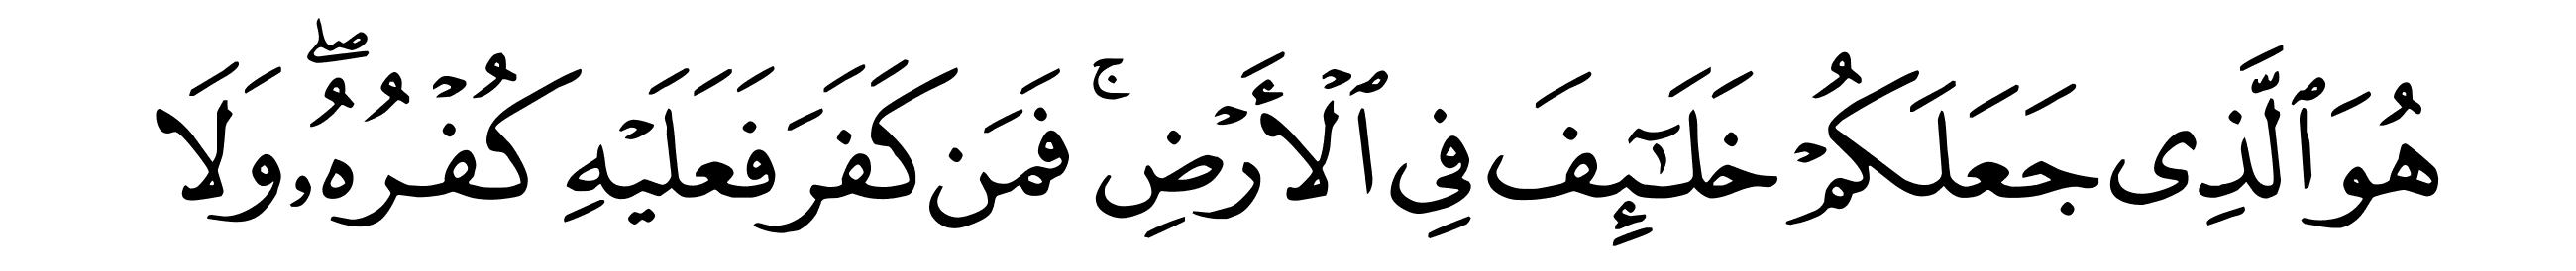 هُوَ ٱلَّذِى جَعَلَكُمْ خَلَـٰٓئِفَ فِى ٱلْأَرْضِ ۚ فَمَن كَفَرَ فَعَلَيْهِ كُفْرُهُۥ ۖ وَلَا